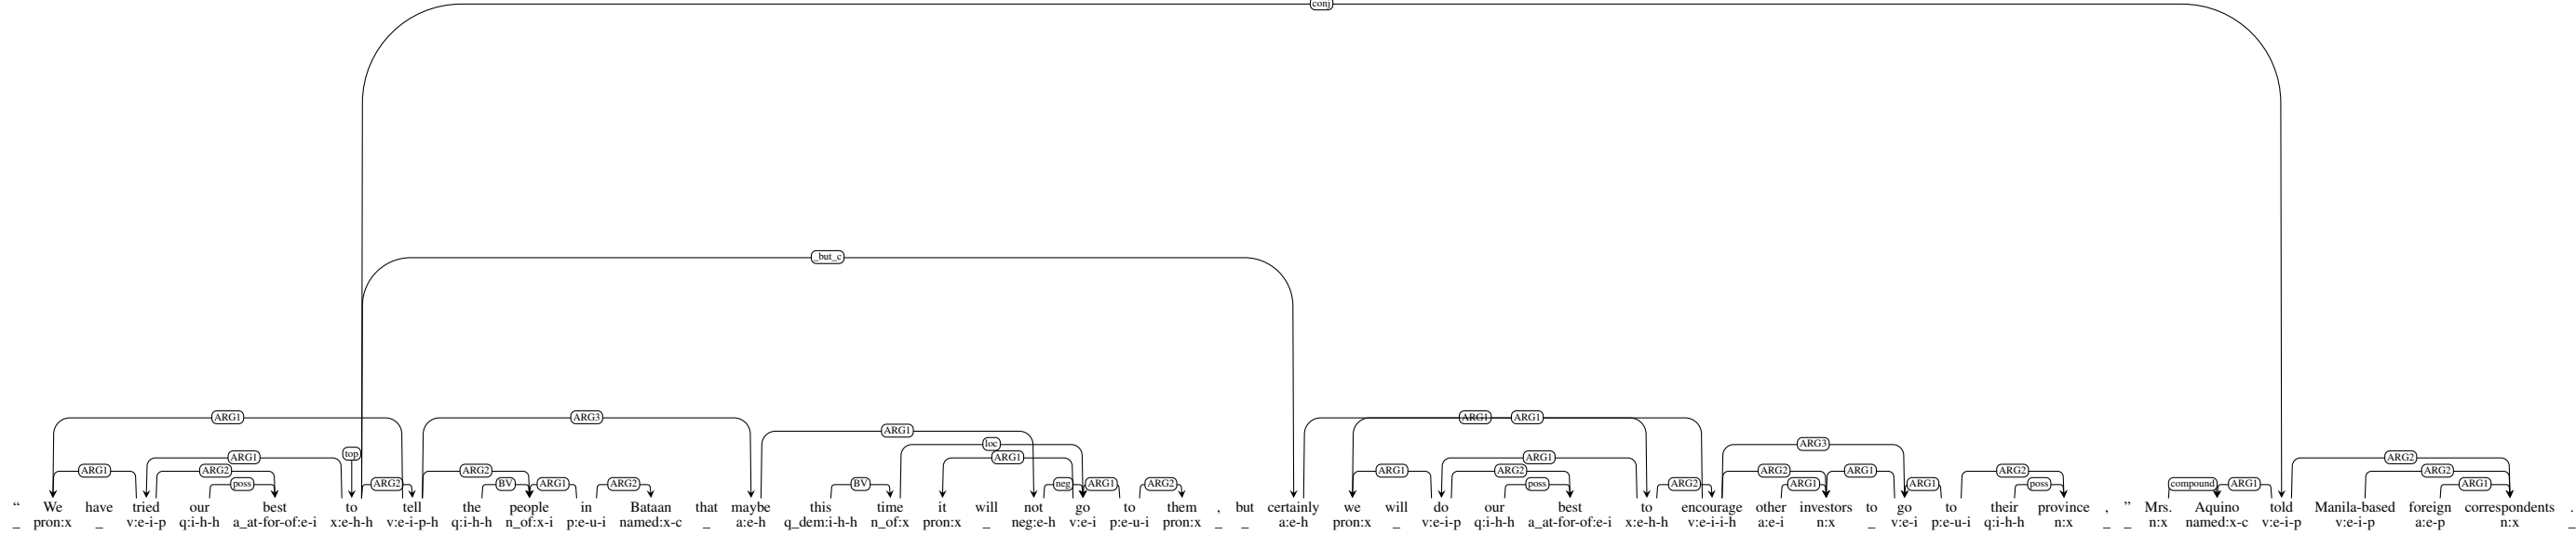 conj
_but_c
ARG1 ARG3 ARG1 ARG1
ARG1
loc ARG3
top
ARG1 ARG1 ARG1 ARG2
ARG1 ARG2 ARG2 ARG2 ARG1 ARG2 ARG2 ARG1 ARG2 ARG2
poss ARG2 BV ARG1 ARG2 BV neg ARG1 ARG2 poss ARG2 ARG1 ARG1 poss compound ARG1 ARG1
“ We have tried our best to tell the people in Bataan that maybe this time it will not go to them , but certainly we will do our best to encourage other investors to go to their province , ” Mrs. Aquino told Manila-based foreign correspondents .
_ pron:x _ v:e-i-p q:i-h-h a_at-for-of:e-i x:e-h-h v:e-i-p-h q:i-h-h n_of:x-i p:e-u-i named:x-c _ a:e-h q_dem:i-h-h n_of:x pron:x _ neg:e-h v:e-i p:e-u-i pron:x _ _ a:e-h pron:x _ v:e-i-p q:i-h-h a_at-for-of:e-i x:e-h-h v:e-i-i-h a:e-i n:x _ v:e-i p:e-u-i q:i-h-h n:x _ _ n:x named:x-c v:e-i-p v:e-i-p a:e-p n:x _